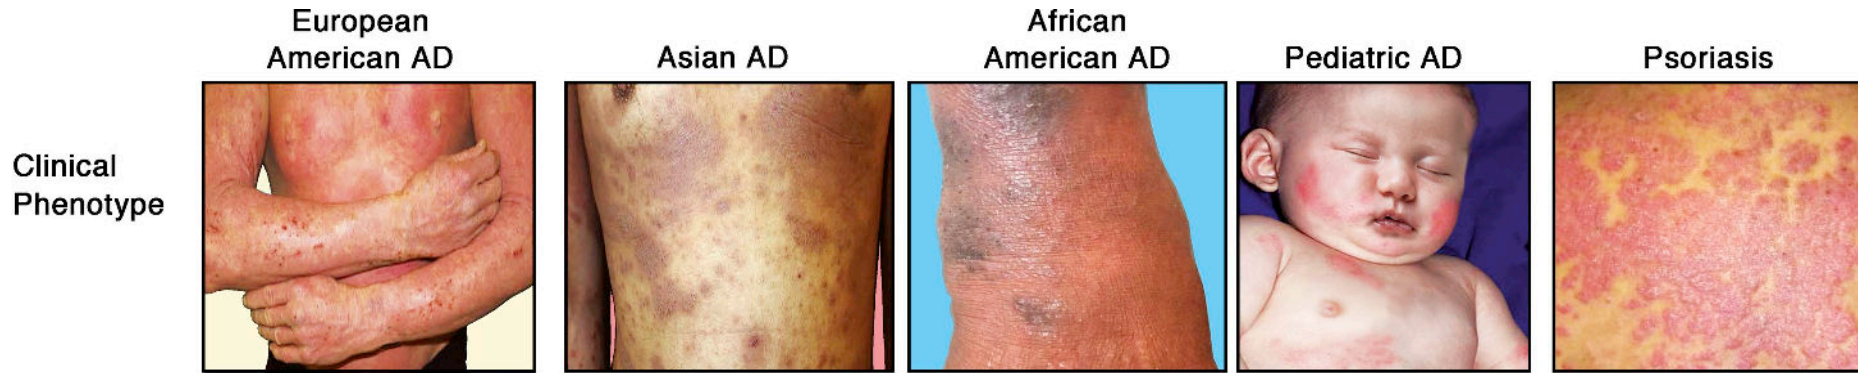 European
American AD
Asian AD
African
American AD
Pediatric AD
Psoriasis
Clinical
Phenotype